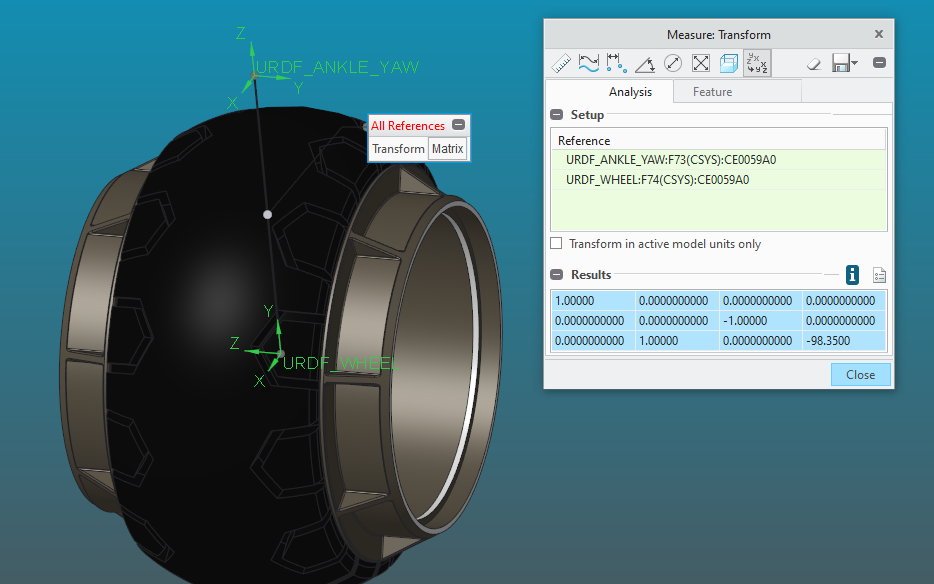 Z
URDF_ANKLE_YAW
Y
X
All References
Transform Matrix
Y
Z
URDF_WHEEL
X
Measure: Transform
Analysis Feature
Setup
Reference
URDF_ANKLE_YAW:F73(CSYS):CE0059A0
URDF_WHEEL:F74(CSYS):CE0059A0
Transform in active model units only
Results
1.00000 0.0000000000 0.0000000000 0.0000000000
0.0000000000 0.0000000000 -1.00000 0.0000000000
0.0000000000 1.00000 0.0000000000 -98.3500
Close